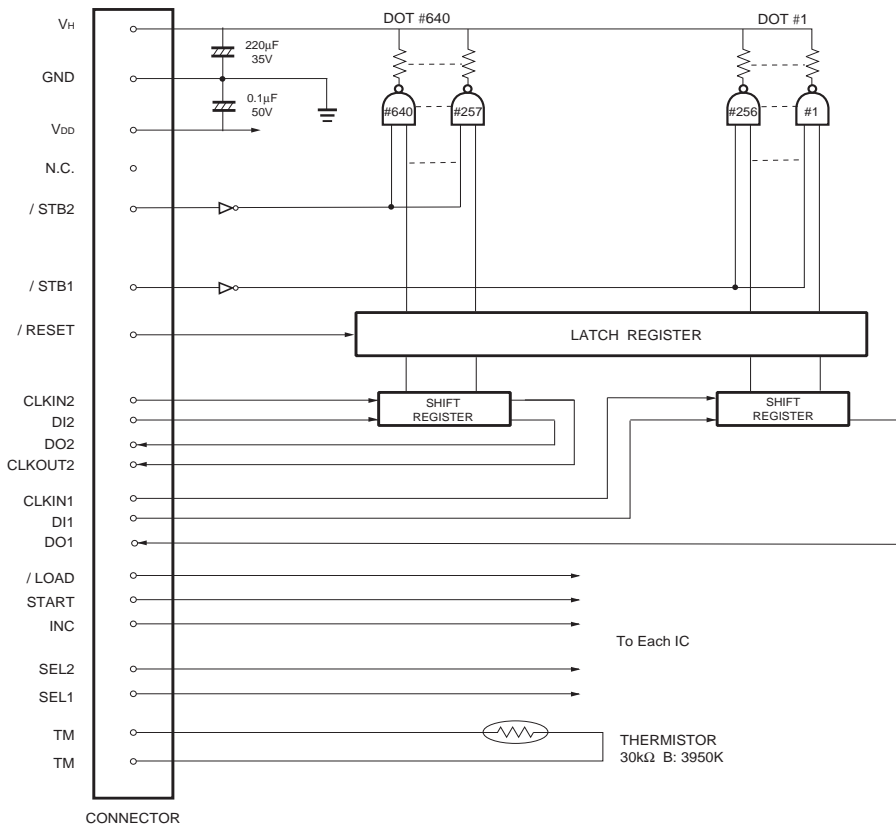 VH
DOT #640
DOT #1
220µF
35V
GND
0.1µF
50V
#640
#257
#256
#1
VDD
N.C.
/ STB2
/ STB1
/ RESET
LATCH REGISTER
CLKIN2
SHIFT
REGISTER
SHIFT
REGISTER
DI2
DO2
CLKOUT2
CLKIN1
DI1
DO1
/ LOAD
START
INC
To Each IC
SEL2
SEL1
TM
THERMISTOR
30kΩ B: 3950K
TM
CONNECTOR